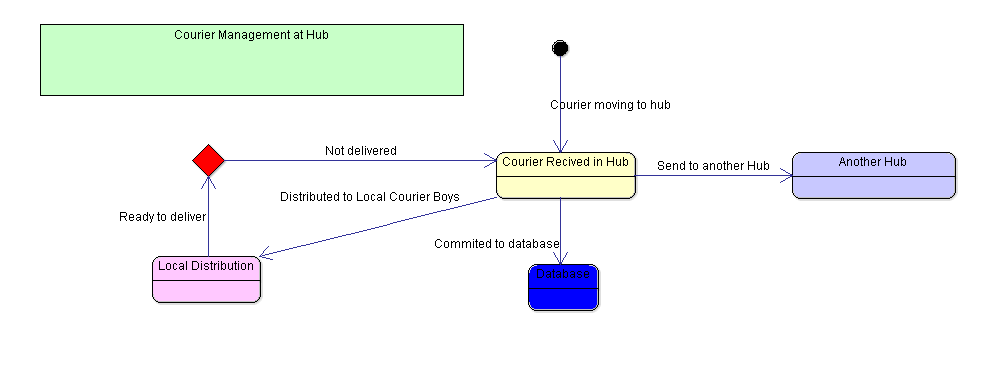 Courier Management at Hub
Courier moving to hub
Not delivered
Courier Recived in Hub
Send to another Hub
Another Hub
Distributed to Local Courier Boys
Ready to deliver
Commited to database
Local Distribution
Database